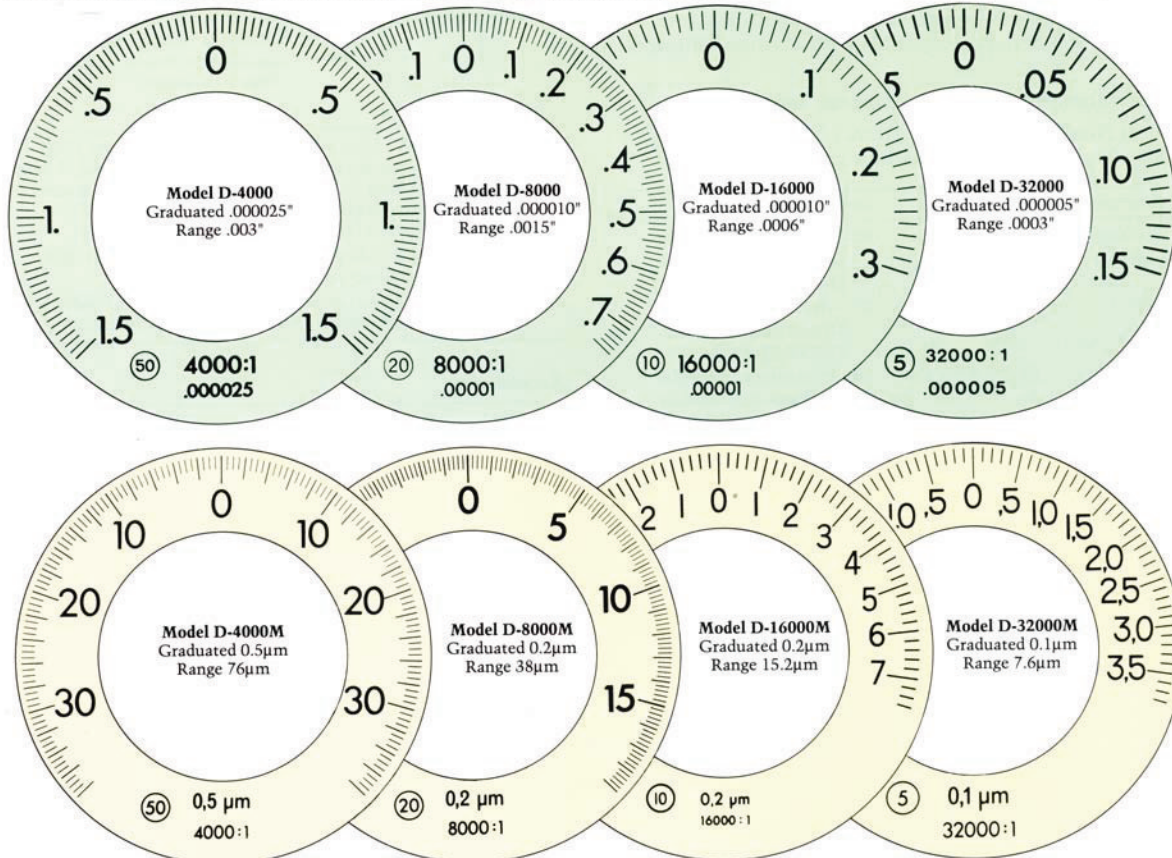 0
.5
.5
1.
1.
1.5
1.5
Model D-4000
Graduated .000025"
Range .003"
50
4000:1
.000025
.1
0
.1
.2
.3
.4
.5
.6
.7
Model D-8000
Graduated .000010"
Range .0015"
20
8000:1
.00001
0
.1
.2
.3
Model D-16000
Graduated .000010"
Range .0006"
10
16000:1
.00001
0
.05
.10
.15
Model D-32000
Graduated .000005"
Range .0003"
5
32000:1
.000005
0
10
10
20
20
30
30
Model D-4000M
Graduated 0.5µm
Range 76µm
50
0,5 µm
4000:1
0
5
10
15
Model D-8000M
Graduated 0.2µm
Range 38µm
20
0,2 µm
8000:1
2
1
0
1
2
3
4
5
6
7
Model D-16000M
Graduated 0.2µm
Range 15.2µm
10
0,2 µm
16000:1
1,0
,5
0
,5
1,0
1,5
2,0
2,5
3,0
3,5
Model D-32000M
Graduated 0.1µm
Range 7.6µm
5
0,1 µm
32000:1